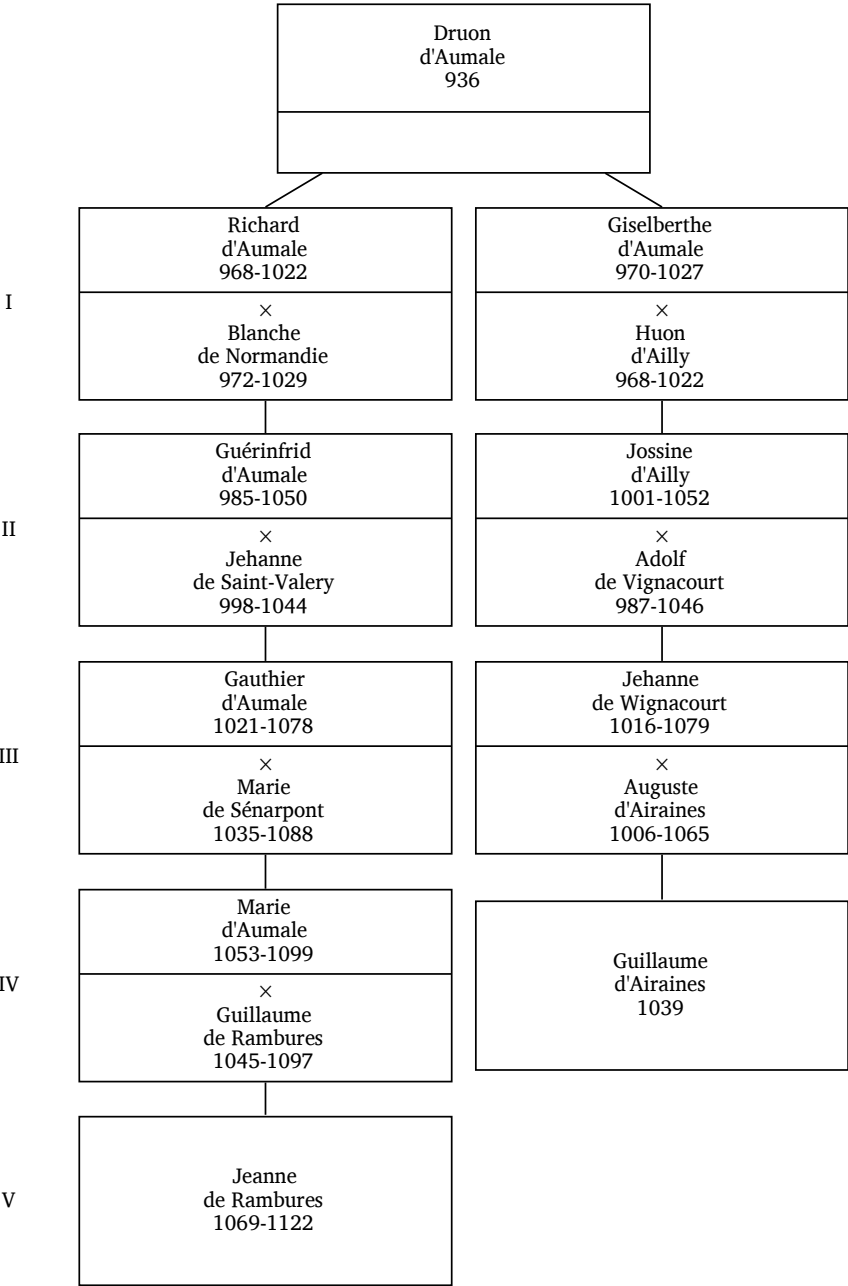 Druon
d'Aumale
936
Richard
d'Aumale
968-1022
Giselberthe
d'Aumale
970-1027
I
×
Blanche
de Normandie
972-1029
×
Huon
d'Ailly
968-1022
Guérinfrid
d'Aumale
985-1050
Jossine
d'Ailly
1001-1052
II
×
Jehanne
de Saint-Valery
998-1044
×
Adolf
de Vignacourt
987-1046
Gauthier
d'Aumale
1021-1078
Jehanne
de Wignacourt
1016-1079
III
×
Marie
de Sénarpont
1035-1088
×
Auguste
d'Airaines
1006-1065
Marie
d'Aumale
1053-1099
IV
×
Guillaume
de Rambures
1045-1097
Guillaume
d'Airaines
1039
V
Jeanne
de Rambures
1069-1122